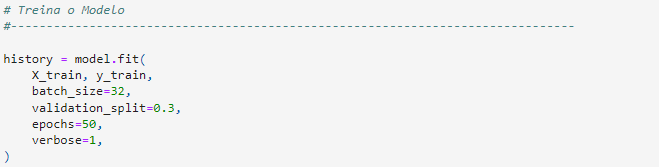 # Treina o Modelo
#---------------------------------------------------------------------------
history = model.fit(
    X_train, y_train,
    batch_size=32,
    validation_split=0.3,
    epochs=50,
    verbose=1,
)